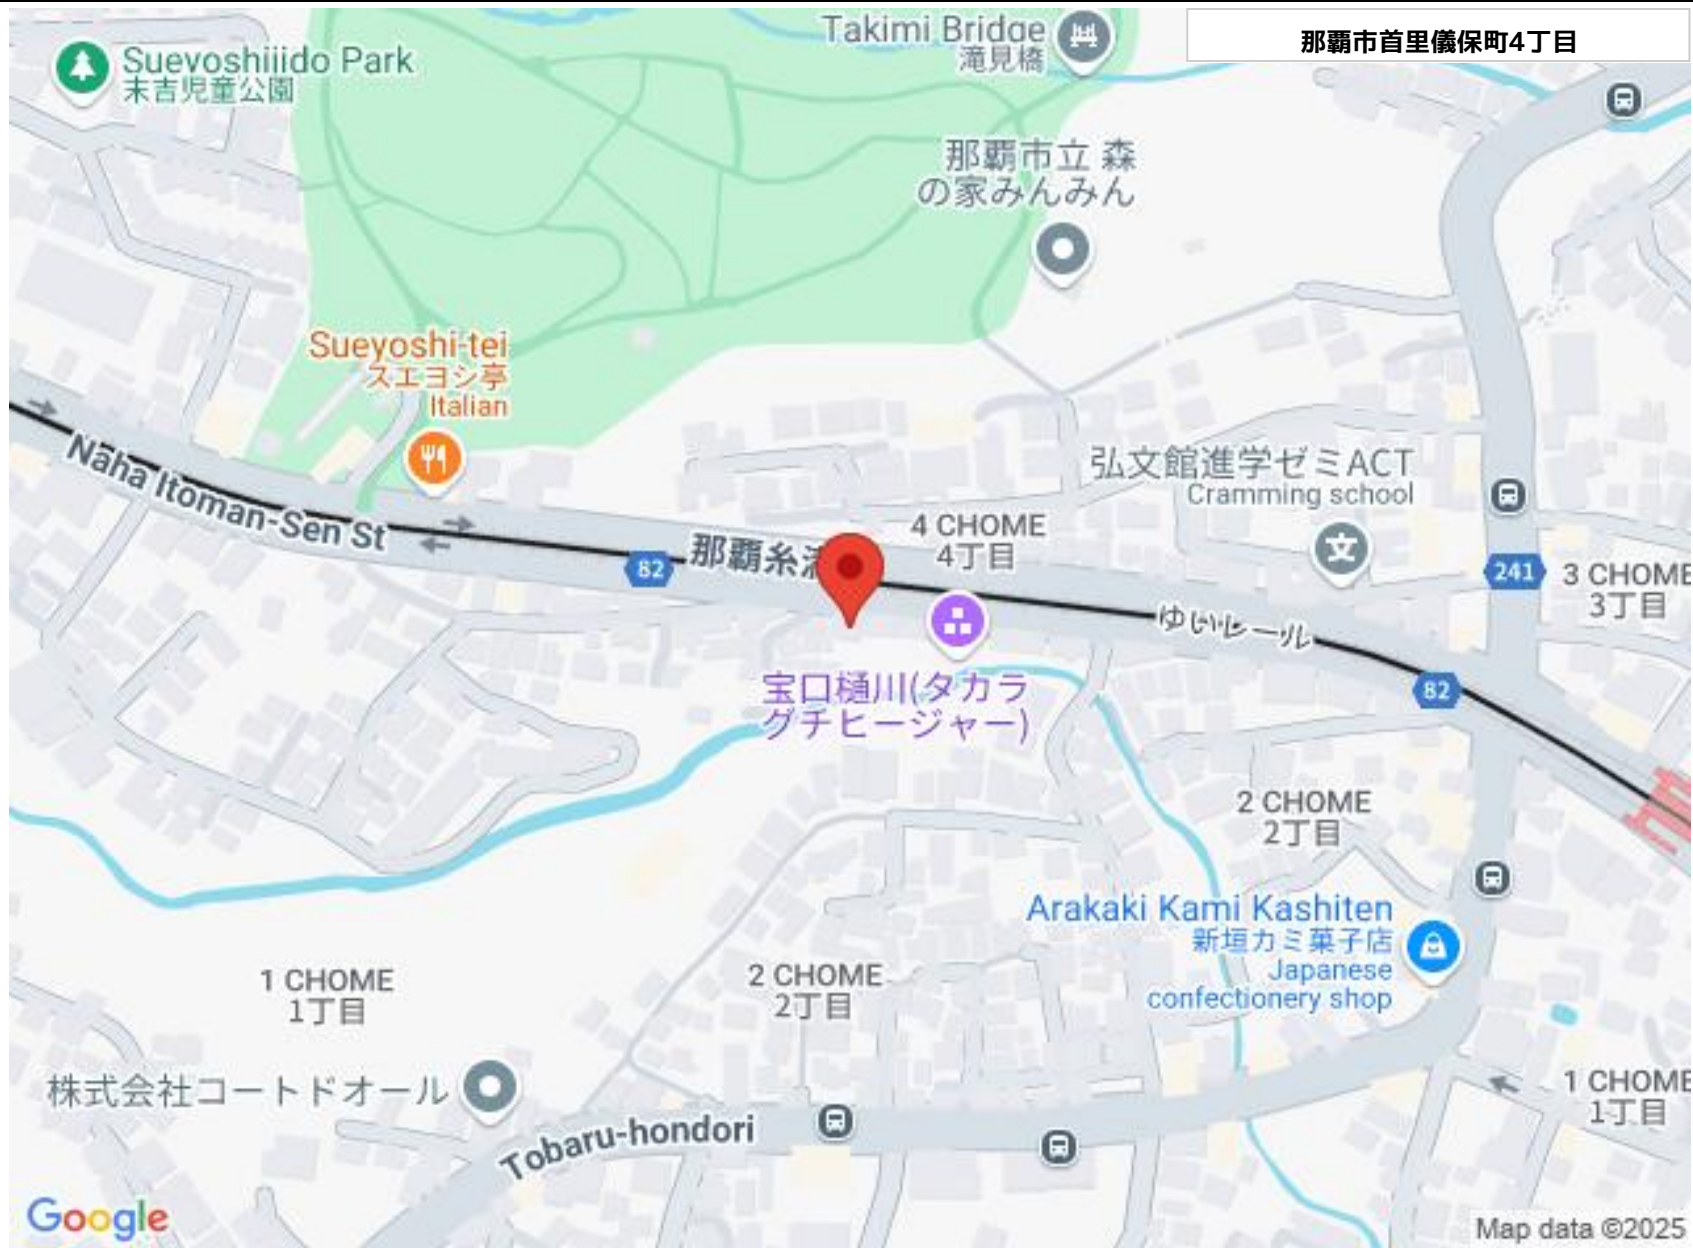 那覇市首里儀保町4丁目
Takimi Bridge
滝見橋
Sueyoshijido Park
末吉児童公園
那覇市立 森
の家みんみん
Sueyoshi-tei
スエヨシ亭
Italian
Naha Itoman-Sen St
弘文館進学ゼミACT
Cramming school
4 CHOME
4丁目
82
那覇糸
241
3 CHOME
3丁目
ゆいレール
82
宝口樋川(タカラ
グチヒージャー)
2 CHOME
2丁目
Arakaki Kami Kashiten
新垣カミ菓子店
Japanese
confectionery shop
1 CHOME
1丁目
2 CHOME
2丁目
株式会社コートドオール
1 CHOME
1丁目
Tobaru-hondori
Google
Map data ©2025